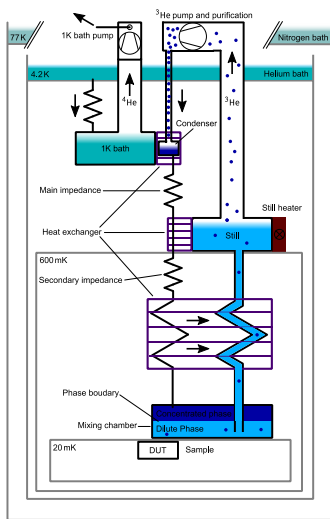 ³He pump and purification
77K
1K bath pump
Nitrogen bath
4.2K
Helium bath
⁴He
³He
Condenser
1K bath
Main impedance
Still heater
Heat exchanger
Still
600mK
Secondary impedance
Phase boudary
Concentrated phase
Mixing chamber
Dilute Phase
20mK
DUT
Sample